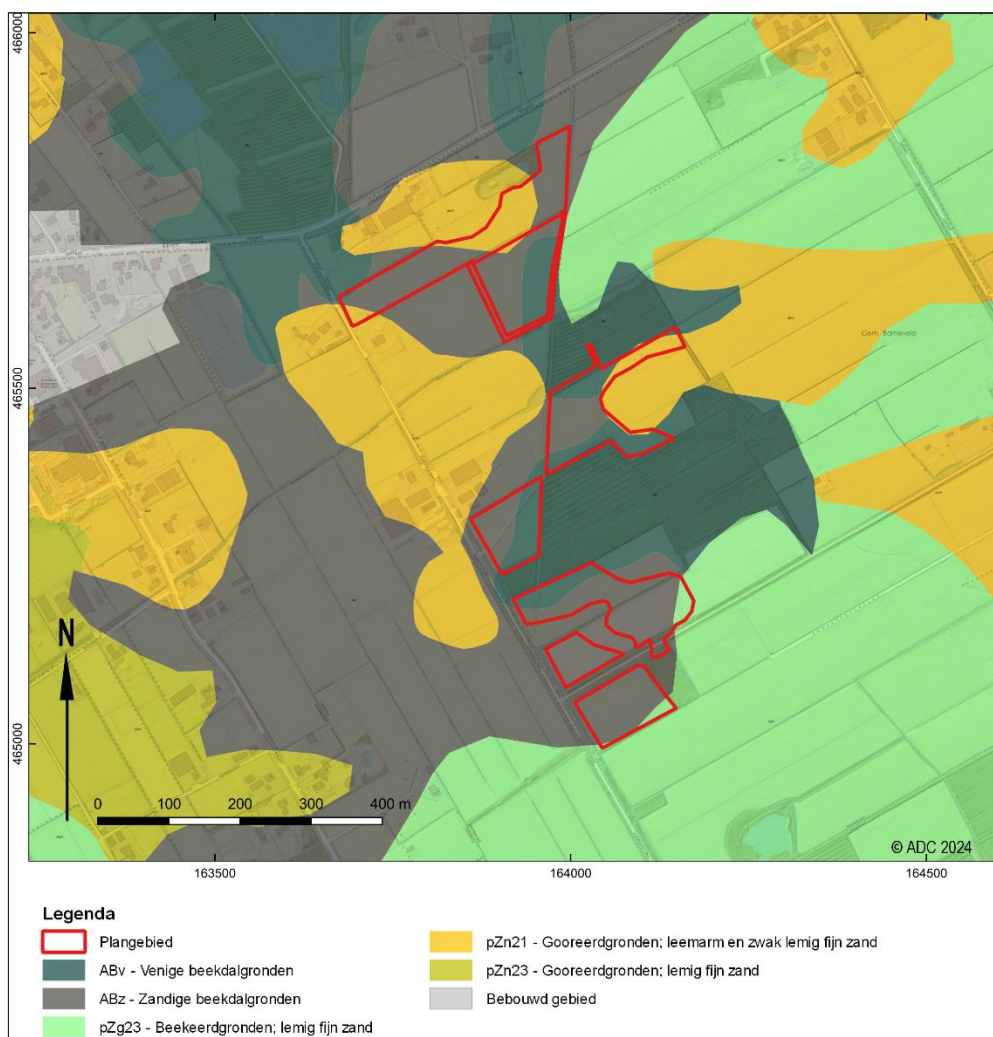 466000
465500
Gem. Barneveld
465000
N
0 100 200 300 400 m
© ADC 2024
163500 164000 164500
Legenda
Plangebied
ABv - Venige beekdalgronden
ABz - Zandige beekdalgronden
pZg23 - Beekeerdgronden; lemig fijn zand
pZn21 - Gooreerdgronden; leemarm en zwak lemig fijn zand
pZn23 - Gooreerdgronden; lemig fijn zand
Bebouwd gebied